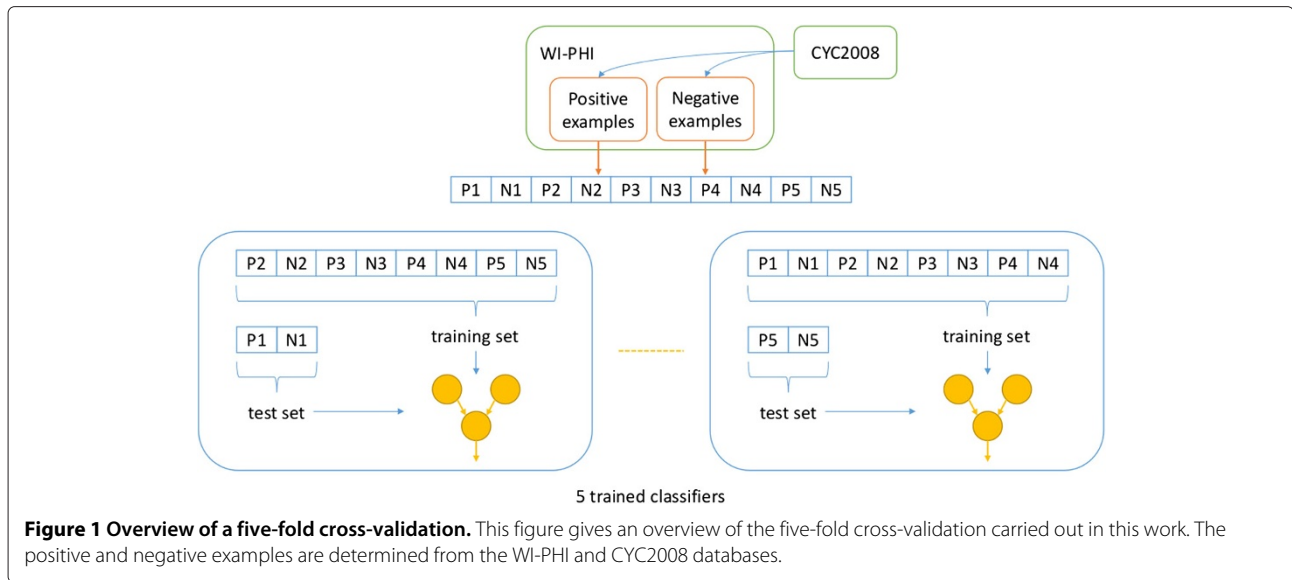 WI-PHI
CYC2008
Positive
examples
Negative
examples
P1 N1 P2 N2 P3 N3 P4 N4 P5 N5
P2 N2 P3 N3 P4 N4 P5 N5
P1 N1
training set
test set
P1 N1 P2 N2 P3 N3 P4 N4
P5 N5
training set
test set
5 trained classifiers
Figure 1 Overview of a five-fold cross-validation. This figure gives an overview of the five-fold cross-validation carried out in this work. The
positive and negative examples are determined from the WI-PHI and CYC2008 databases.